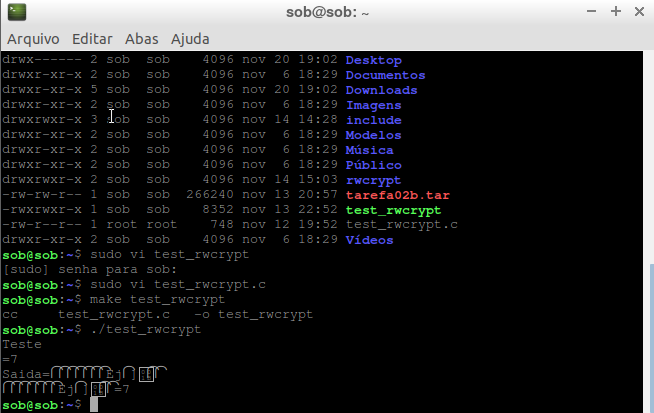 sob@sob: ~
Arquivo Editar Abas Ajuda
drwx------ 2 sob sob 4096 nov 20 19:02 Desktop
drwxr-xr-x 2 sob sob 4096 nov 6 18:29 Documentos
drwxr-xr-x 5 sob sob 4096 nov 20 19:02 Downloads
drwxr-xr-x 2 sob sob 4096 nov 6 18:29 Imagens
drwxrwxr-x 3 sob sob 4096 nov 14 14:28 include
drwxr-xr-x 2 sob sob 4096 nov 6 18:29 Modelos
drwxr-xr-x 2 sob sob 4096 nov 6 18:29 Música
drwxr-xr-x 2 sob sob 4096 nov 6 18:29 Público
drwxrwxr-x 2 sob sob 4096 nov 14 15:03 rwcrypt
-rw-rw-r-- 1 sob sob 266240 nov 13 20:57 tarefa02b.tar
-rwxrwxr-x 1 sob sob 8352 nov 13 22:52 test_rwcrypt
-rw-r--r-- 1 root root 748 nov 12 19:52 test_rwcrypt.c
drwxr-xr-x 2 sob sob 4096 nov 6 18:29 Vídeos
sob@sob:~$ sudo vi test_rwcrypt
[sudo] senha para sob:
sob@sob:~$ sudo vi test_rwcrypt.c
sob@sob:~$ make test_rwcrypt
cc test_rwcrypt.c -o test_rwcrypt
sob@sob:~$ ./test_rwcrypt
Teste
=7
Saida=
=7
sob@sob:~$